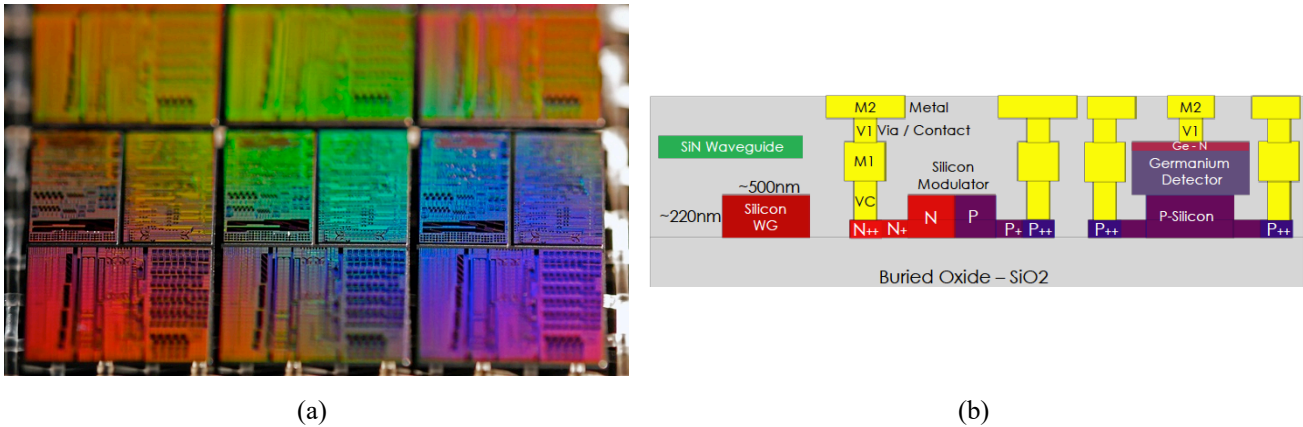 M2
Metal
M2
V1
Via / Contact
V1
SiN Waveguide
Ge - N
M1
Silicon
Modulator
Germanium
Detector
~500nm
VC
~220nm
Silicon
WG
N
P
P-Silicon
N++
N+
P+
P++
P++
P++
Buried Oxide – SiO2
(a)
(b)